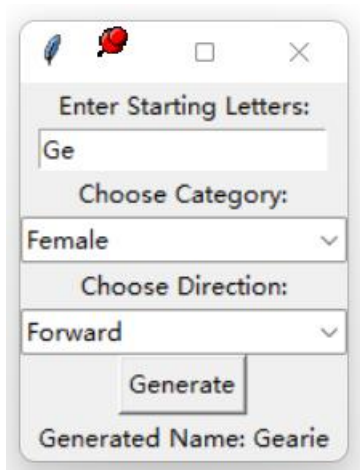 Enter Starting Letters:
Ge
Choose Category:
Female
Choose Direction:
Forward
Generate
Generated Name: Gearie